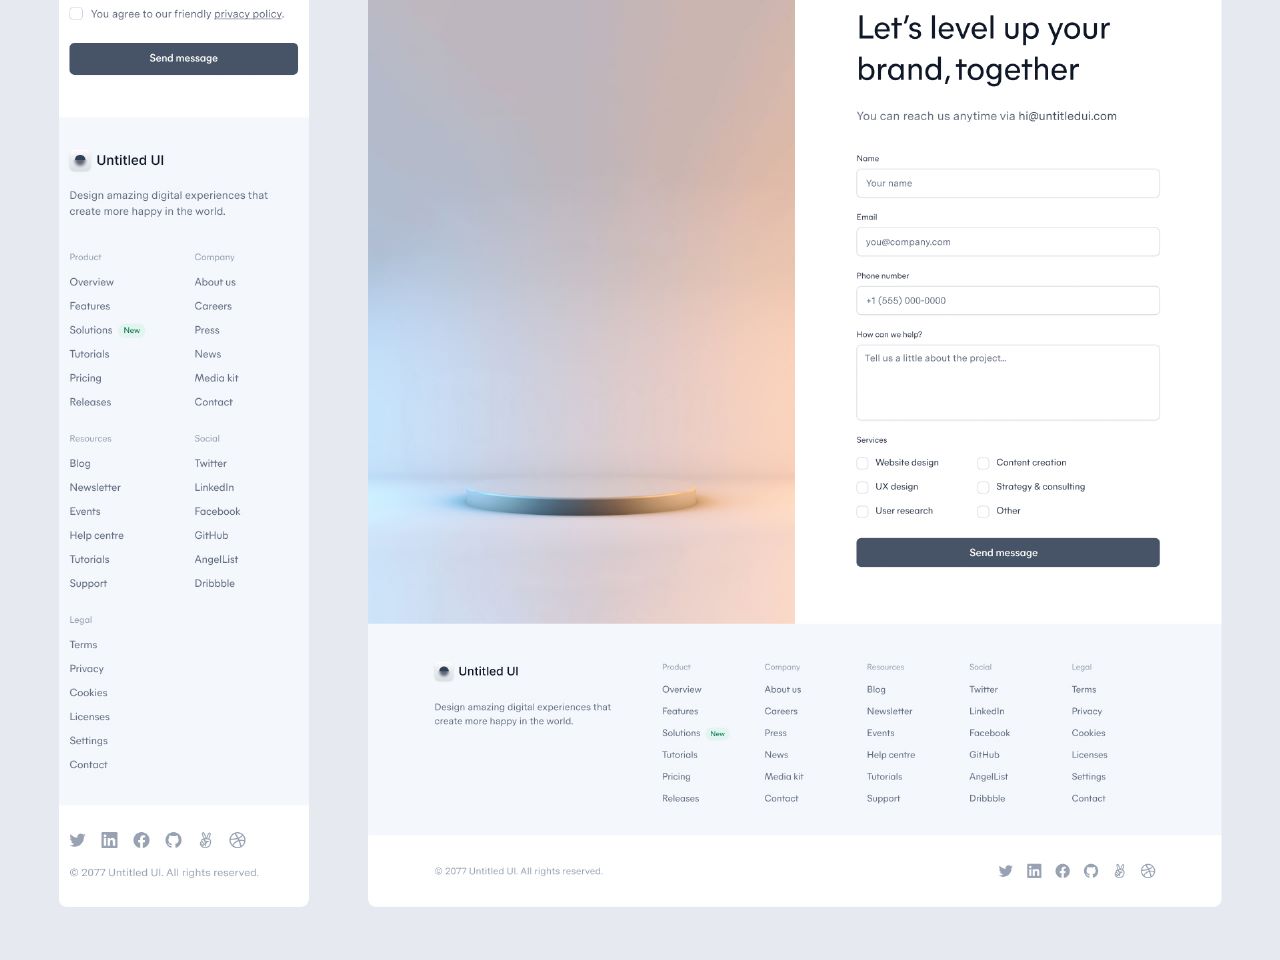 You agree to our friendly privacy policy.
Send message
Untitled UI
Design amazing digital experiences that
create more happy in the world.
Product
Overview
Features
Solutions New
Tutorials
Pricing
Releases
Company
About us
Careers
Press
News
Media kit
Contact
Resources
Blog
Newsletter
Events
Help centre
Tutorials
Support
Social
Twitter
LinkedIn
Facebook
GitHub
AngelList
Dribbble
Legal
Terms
Privacy
Cookies
Licenses
Settings
Contact
© 2077 Untitled UI. All rights reserved.
Let's level up your
brand, together
You can reach us anytime via hi@untitledui.com
Name
Your name
Email
you@company.com
Phone number
+1 (555) 000-0000
How can we help?
Tell us a little about the project...
Services
Website design
UX design
User research
Content creation
Strategy & consulting
Other
Send message
Untitled UI
Design amazing digital experiences that
create more happy in the world.
Product
Overview
Features
Solutions New
Tutorials
Pricing
Releases
Company
About us
Careers
Press
News
Media kit
Contact
Resources
Blog
Newsletter
Events
Help centre
Tutorials
Support
Social
Twitter
LinkedIn
Facebook
GitHub
AngelList
Dribbble
Legal
Terms
Privacy
Cookies
Licenses
Settings
Contact
© 2077 Untitled UI. All rights reserved.